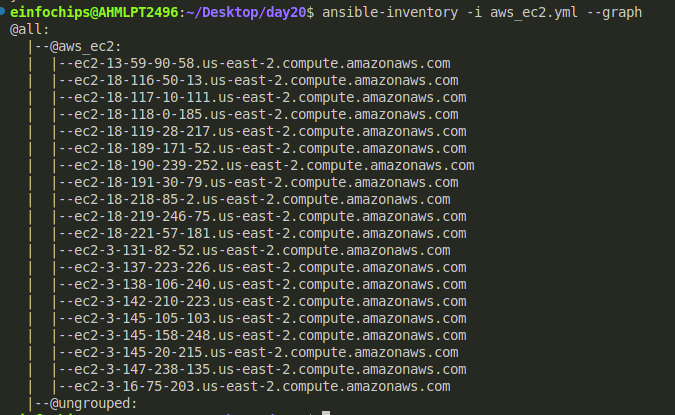 einfochips@AHMLPT2496:~/Desktop/day20$ ansible-inventory -i aws_ec2.yml --graph
@all:
  |--@aws_ec2:
  |  |--ec2-13-59-90-58.us-east-2.compute.amazonaws.com
  |  |--ec2-18-116-50-13.us-east-2.compute.amazonaws.com
  |  |--ec2-18-117-10-111.us-east-2.compute.amazonaws.com
  |  |--ec2-18-118-0-185.us-east-2.compute.amazonaws.com
  |  |--ec2-18-119-28-217.us-east-2.compute.amazonaws.com
  |  |--ec2-18-189-171-52.us-east-2.compute.amazonaws.com
  |  |--ec2-18-190-239-252.us-east-2.compute.amazonaws.com
  |  |--ec2-18-191-30-79.us-east-2.compute.amazonaws.com
  |  |--ec2-18-218-85-2.us-east-2.compute.amazonaws.com
  |  |--ec2-18-219-246-75.us-east-2.compute.amazonaws.com
  |  |--ec2-18-221-57-181.us-east-2.compute.amazonaws.com
  |  |--ec2-3-131-82-52.us-east-2.compute.amazonaws.com
  |  |--ec2-3-137-223-226.us-east-2.compute.amazonaws.com
  |  |--ec2-3-138-106-240.us-east-2.compute.amazonaws.com
  |  |--ec2-3-142-210-223.us-east-2.compute.amazonaws.com
  |  |--ec2-3-145-105-103.us-east-2.compute.amazonaws.com
  |  |--ec2-3-145-158-248.us-east-2.compute.amazonaws.com
  |  |--ec2-3-145-20-215.us-east-2.compute.amazonaws.com
  |  |--ec2-3-147-238-135.us-east-2.compute.amazonaws.com
  |  |--ec2-3-16-75-203.us-east-2.compute.amazonaws.com
  |--@ungrouped: